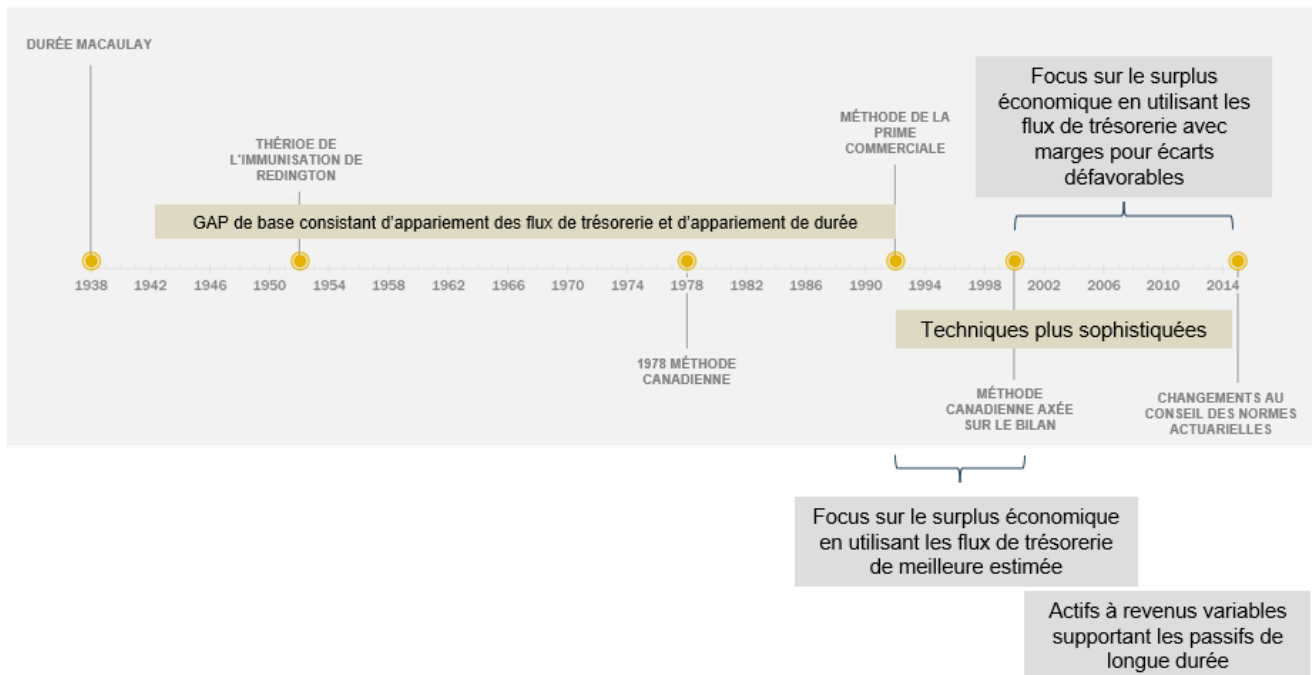 DURÉE MACAULAY
THÉRIOE DE
L'IMMUNISATION DE
REDINGTON
MÉTHODE DE LA
PRIME
COMMERCIALE
Focus sur le surplus
économique en utilisant les
flux de trésorerie avec
marges pour écarts
défavorables
GAP de base consistant d'appariement des flux de trésorerie et d'appariement de durée
1938 1942 1946 1950 1954 1958 1962 1966 1970 1974 1978 1982 1986 1990 1994 1998 2002 2006 2010 2014
Techniques plus sophistiquées
1978 MÉTHODE
CANADIENNE
MÉTHODE
CANADIENNE AXÉE
SUR LE BILAN
CHANGEMENTS AU
CONSEIL DES NORMES
ACTUARIELLES
Focus sur le surplus économique
en utilisant les flux de trésorerie
de meilleure estimée
Actifs à revenus variables
supportant les passifs de
longue durée